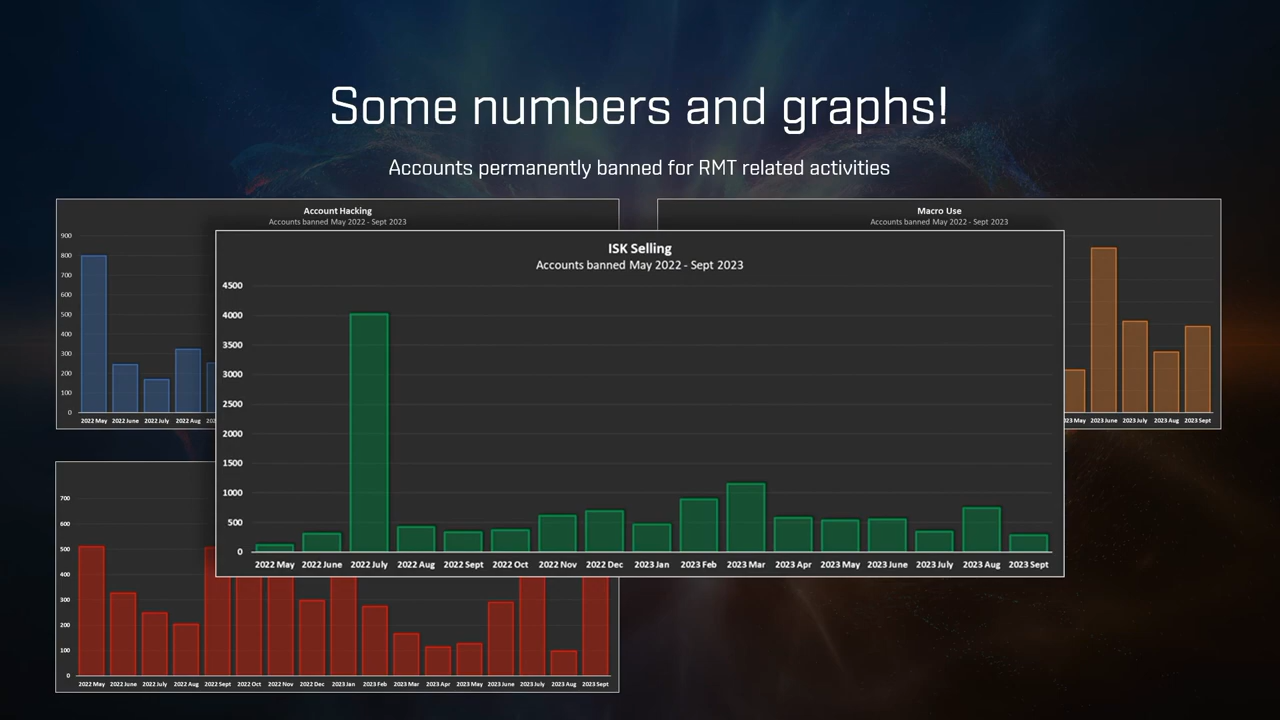 Some numbers and graphs!
Accounts permanently banned for RMT related activities
Account Hacking
Accounts banned May 2022 - Sept 2023
900
800
700
600
500
400
300
200
100
0
2022 May 2022 June 2022 July 2022 Aug
Macro Use
Accounts banned May 2022 - Sept 2023
2023 June 2023 July 2023 Aug 2023 Sept
ISK Selling
Accounts banned May 2022 - Sept 2023
4500
4000
3500
3000
2500
2000
1500
1000
500
0
2022 May 2022 June 2022 July 2022 Aug 2022 Sept 2022 Oct 2022 Nov 2022 Dec 2023 Jan 2023 Feb 2023 Mar 2023 Apr 2023 May 2023 June 2023 July 2023 Aug 2023 Sept
700
600
500
400
300
200
100
0
2022 May 2022 June 2022 July 2022 Aug 2022 Sept 2022 Oct 2022 Nov 2022 Dec 2023 Jan 2023 Feb 2023 Mar 2023 Apr 2023 May 2023 June 2023 July 2023 Aug 2023 Sept